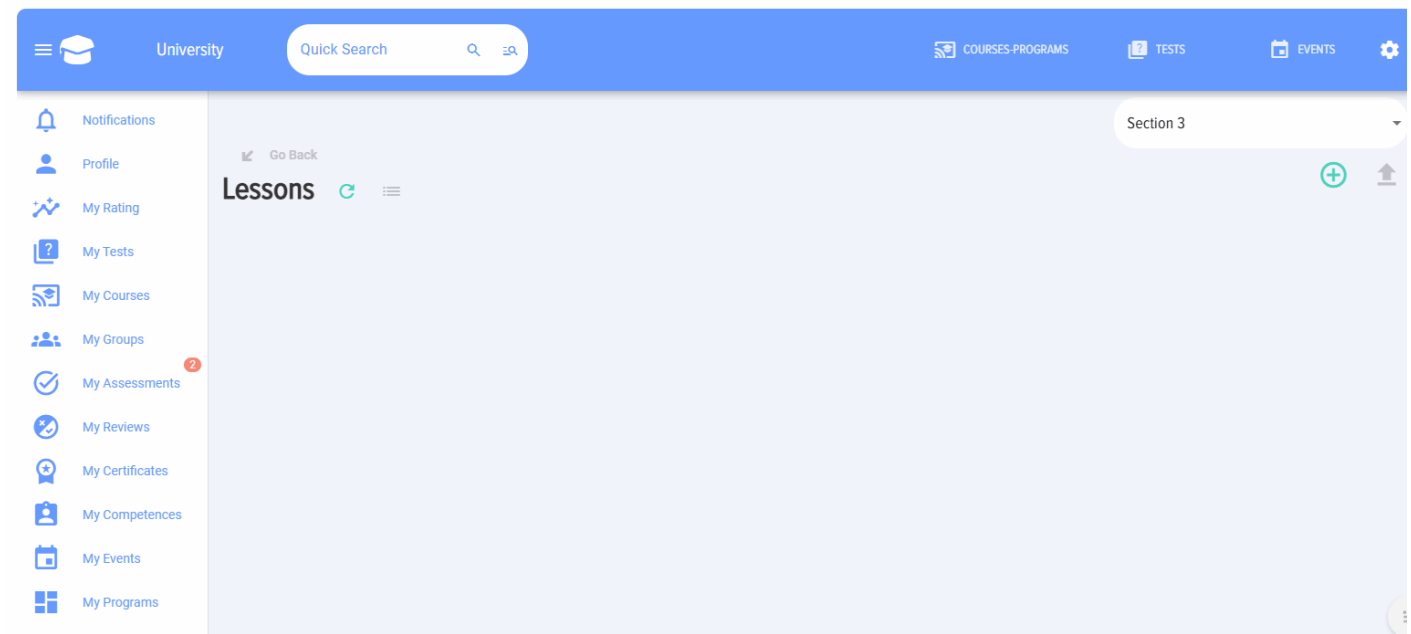 University
Quick Search
COURSES-PROGRAMS
? TESTS
EVENTS
Notifications
Section 3
Go Back
Profile
Lessons
My Rating
? My Tests
My Courses
My Groups
2
My Assessments
My Reviews
My Certificates
My Competences
My Events
My Programs